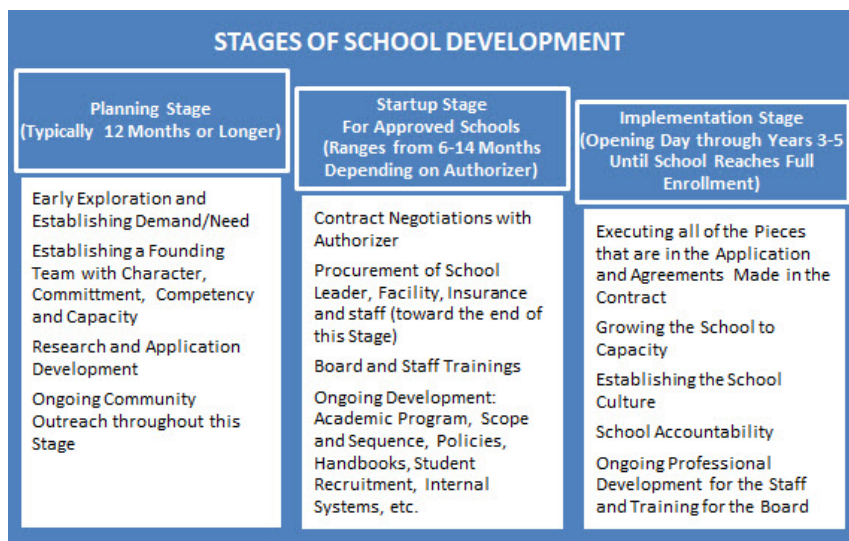 STAGES OF SCHOOL DEVELOPMENT
Planning Stage
(Typically 12 Months or Longer)
Early Exploration and
Establishing Demand/Need
Establishing a Founding
Team with Character,
Committment, Competency
and Capacity
Research and Application
Development
Ongoing Community
Outreach throughout this
Stage
Startup Stage
For Approved Schools
(Ranges from 6-14 Months
Depending on Authorizer)
Contract Negotiations with
Authorizer
Procurement of School
Leader, Facility, Insurance
and staff (toward the end of
this Stage)
Board and Staff Trainings
Ongoing Development:
Academic Program, Scope
and Sequence, Policies,
Handbooks, Student
Recruitment, Internal
Systems, etc.
Implementation Stage
(Opening Day through Years 3-5
Until School Reaches Full
Enrollment)
Executing all of the Pieces
that are in the Application
and Agreements Made in the
Contract
Growing the School to
Capacity
Establishing the School
Culture
School Accountability
Ongoing Professional
Development for the Staff
and Training for the Board